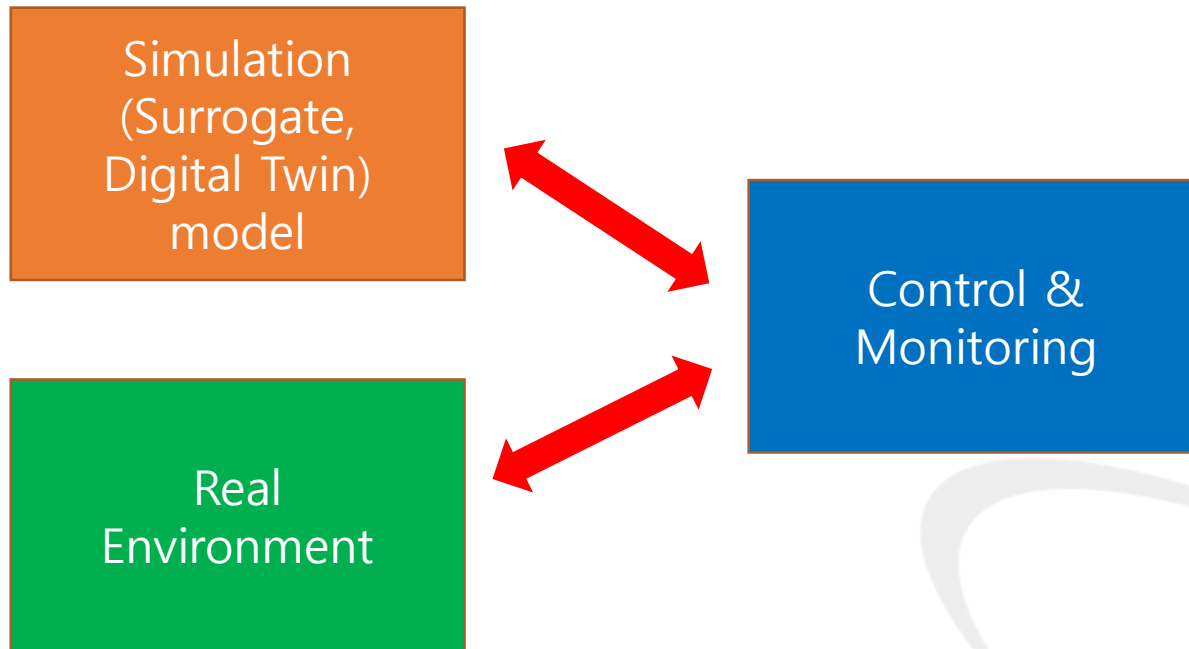 Simulation
(Surrogate,
Digital Twin)
model
Control &
Monitoring
Real
Environment